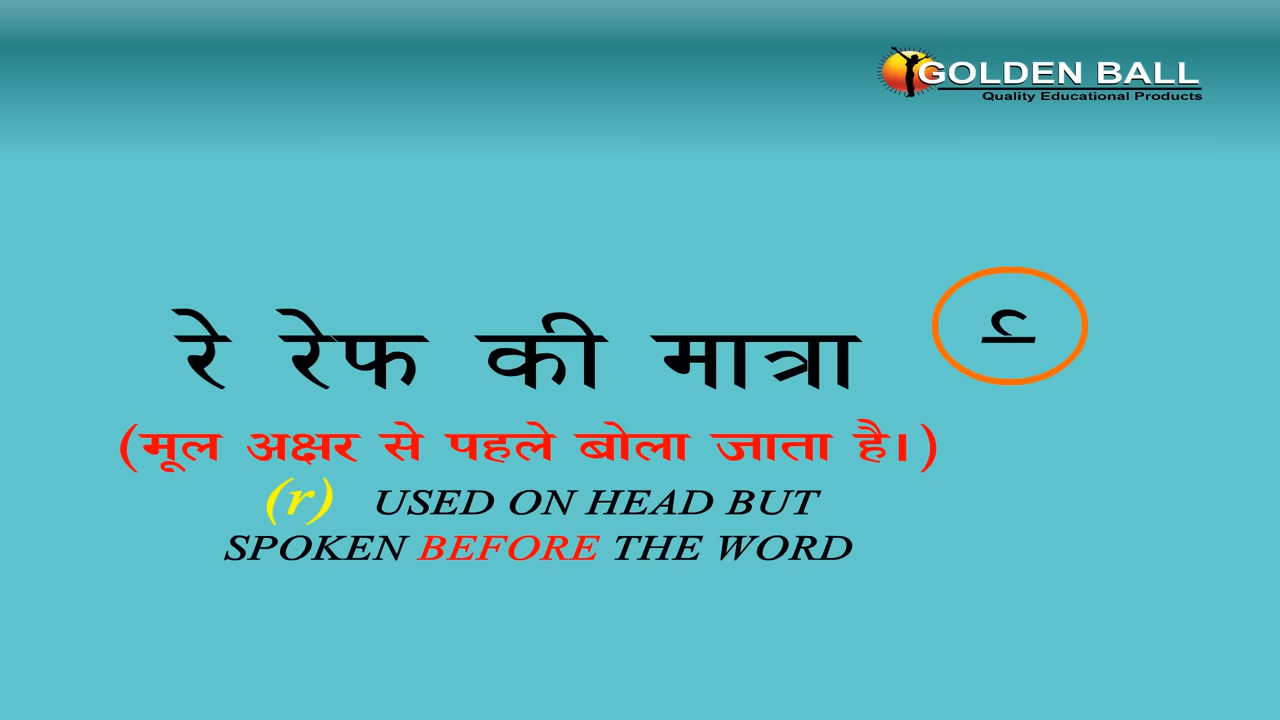 GOLDEN BALL
Quality Educational Products
रे रेफ की मात्रा र्
(मूल अक्षर से पहले बोला जाता है।)
(r) USED ON HEAD BUT
SPOKEN BEFORE THE WORD